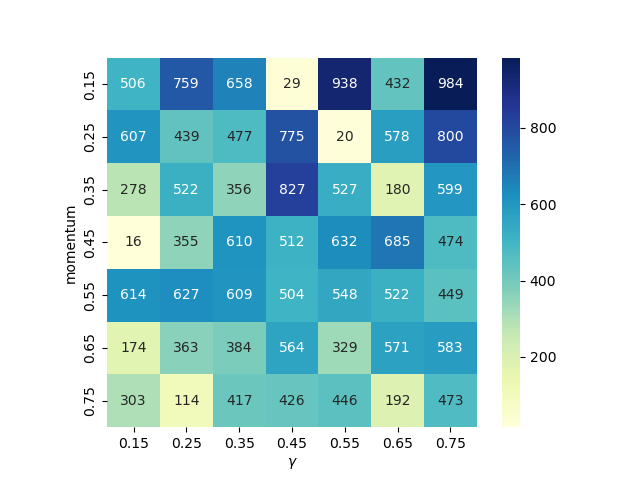 0.15 506 759 658 29 938 432 984
0.25 607 439 477 775 20 578 800
0.35 278 522 356 827 527 180 599
0.45 16 355 610 512 632 685 474
0.55 614 627 609 504 548 522 449
0.65 174 363 384 564 329 571 583
0.75 303 114 417 426 446 192 473
0.15 0.25 0.35 0.45 0.55 0.65 0.75
γ
momentum
800
600
400
200